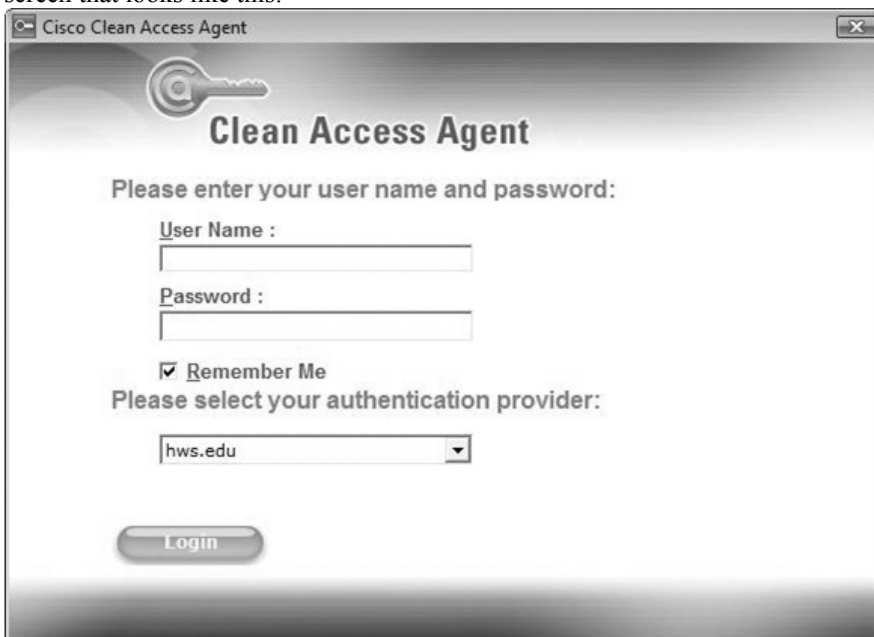 screen that looks like this:
Cisco Clean Access Agent
Clean Access Agent
Please enter your user name and password:
User Name :
Password :
Remember Me
Please select your authentication provider:
hws.edu
Login